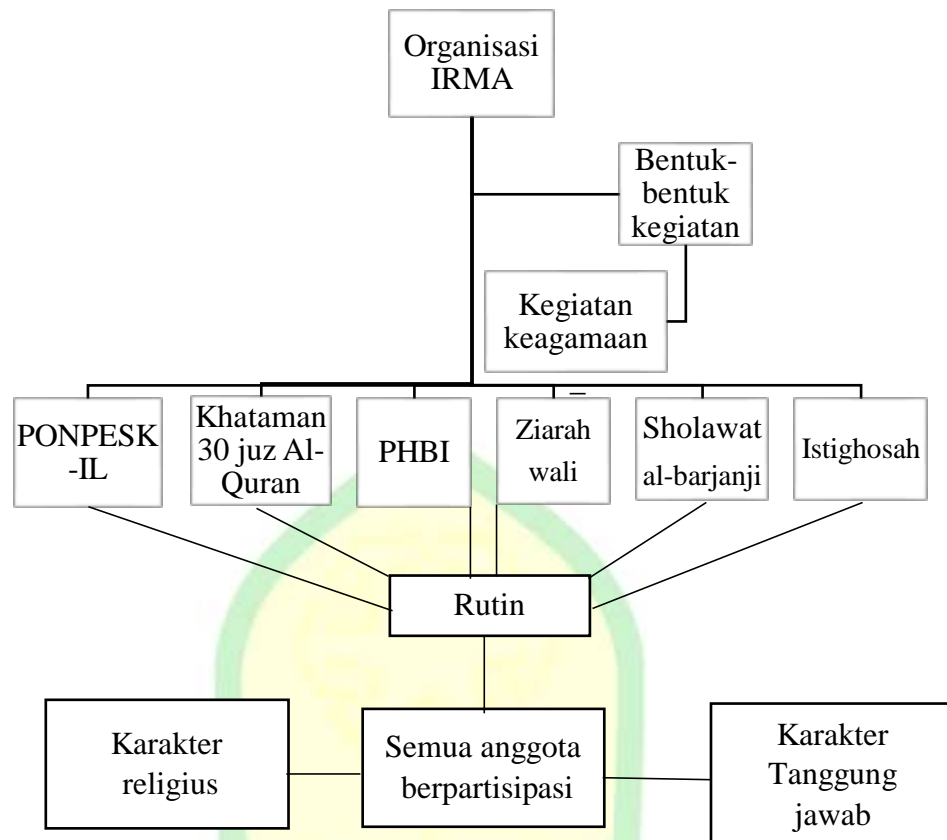 Organisasi
IRMA
Bentuk-
bentuk
kegiatan
Kegiatan
keagamaan
PONPESK
-IL
Khataman
30 juz Al-
Quran
PHBI
Ziarah
wali
Sholawat
al-barjanji
Istighosah
Rutin
Karakter
religius
Semua anggota
berpartisipasi
Karakter
Tanggung
jawab